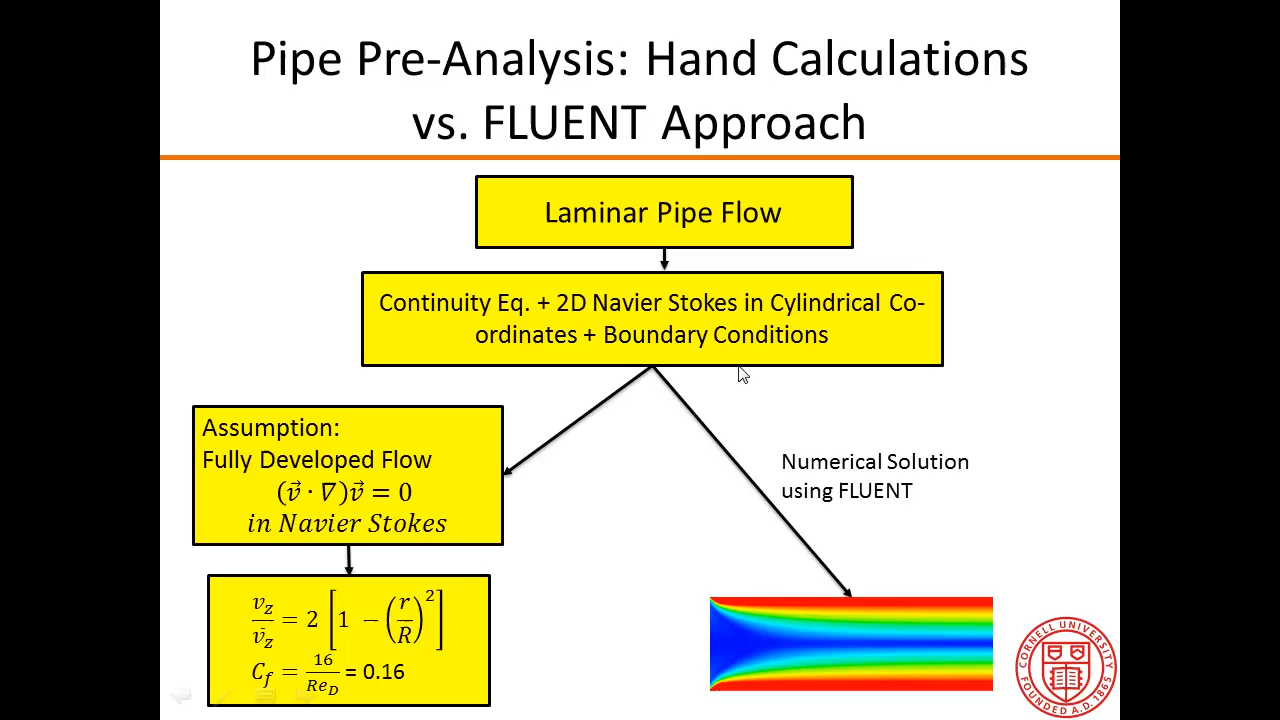 Pipe Pre-Analysis: Hand Calculations
vs. FLUENT Approach
Laminar Pipe Flow
Continuity Eq. + 2D Navier Stokes in Cylindrical Co-
ordinates + Boundary Conditions
Assumption:
Fully Developed Flow
(v⃗ · ∇)v⃗ = 0
in Navier Stokes
Numerical Solution
using FLUENT
v_z / v̄_z = 2 [1 − (r/R)^2]
C_f = 16/Re_D = 0.16
CORNELL UNIVERSITY
FOUNDED A.D. 1865